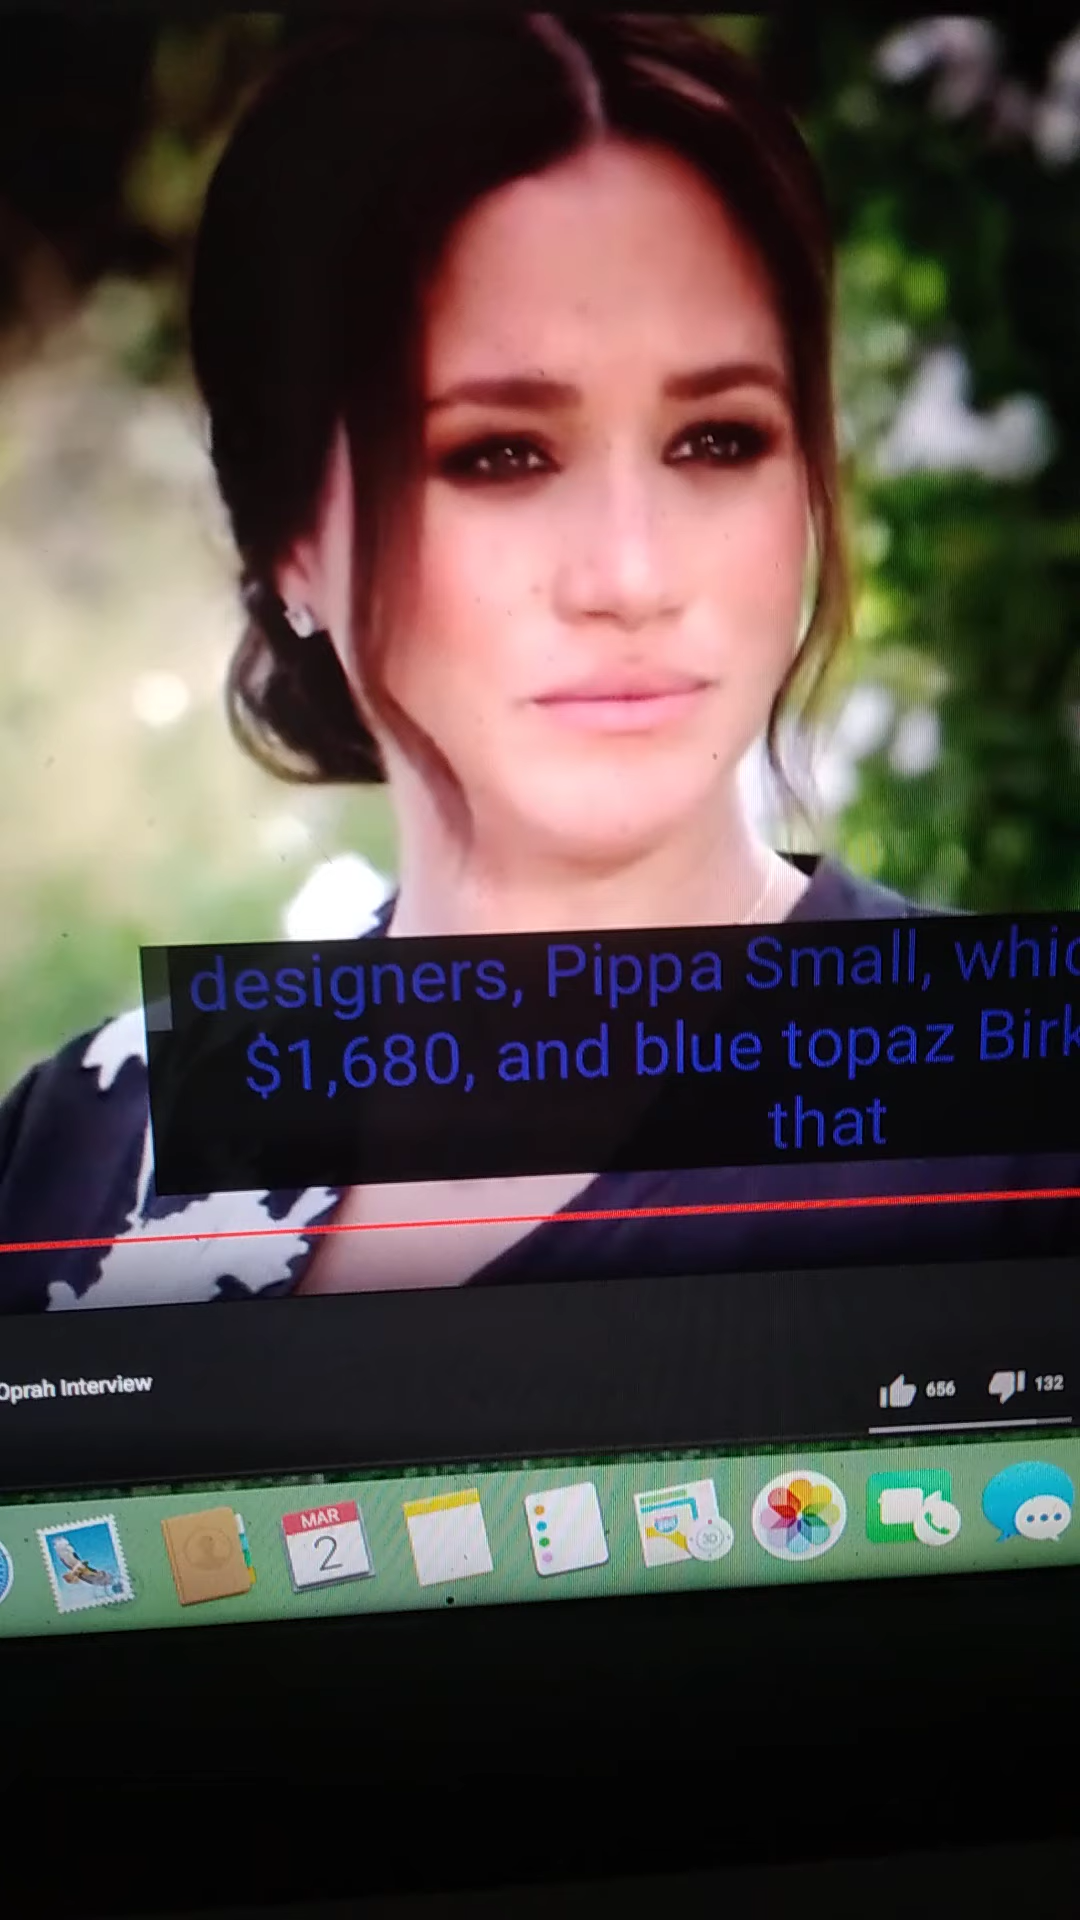 designers, Pippa Small, whic
$1,680, and blue topaz Birk
that
Oprah Interview
656
132
MAR
2